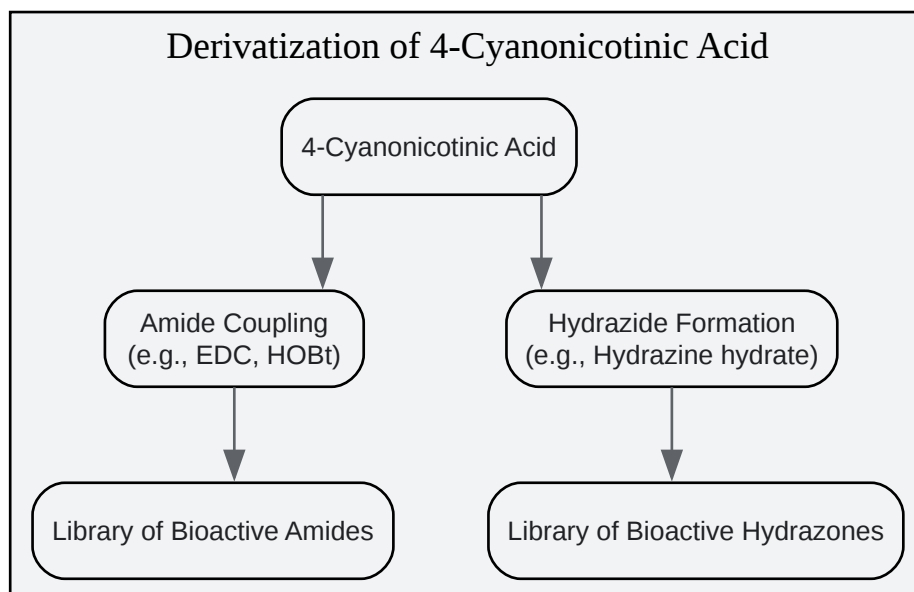 Derivatization of 4-Cyanonicotinic Acid
4-Cyanonicotinic Acid
Amide Coupling
(e.g., EDC, HOBt)
Hydrazide Formation
(e.g., Hydrazine hydrate)
Library of Bioactive Amides
Library of Bioactive Hydrazones